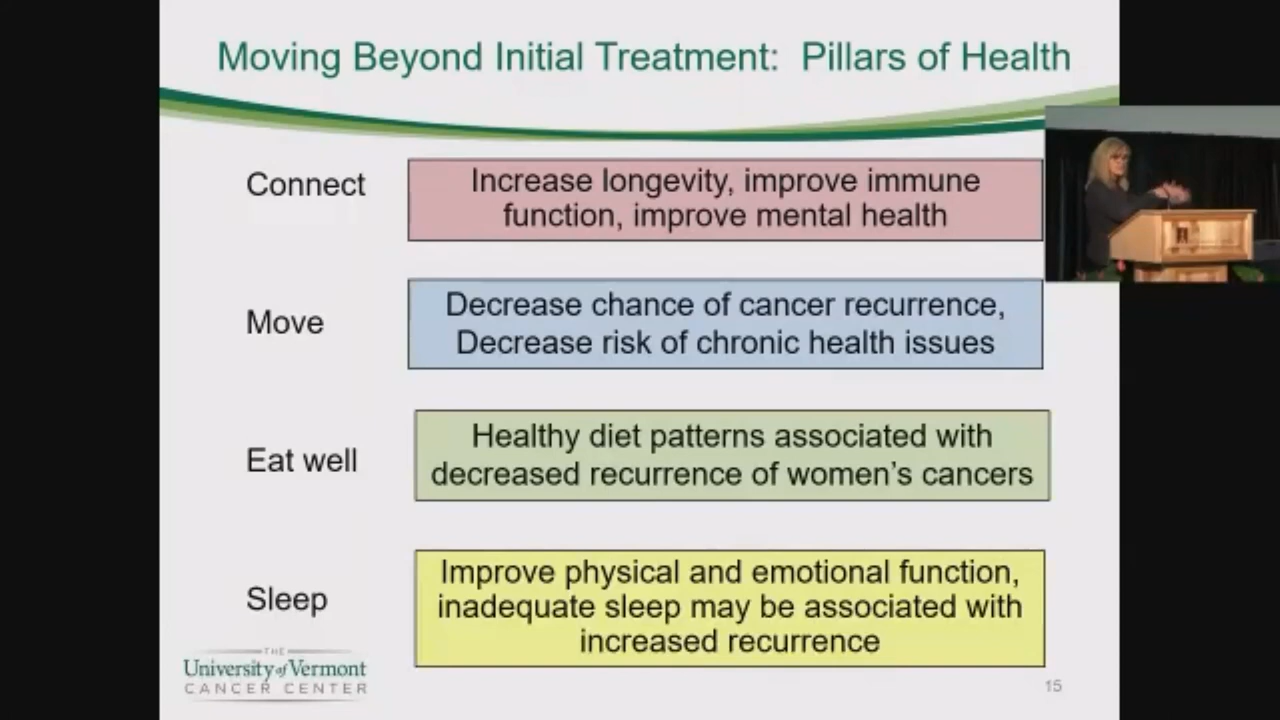 Moving Beyond Initial Treatment: Pillars of Health
Connect
Increase longevity, improve immune
function, improve mental health
Move
Decrease chance of cancer recurrence,
Decrease risk of chronic health issues
Eat well
Healthy diet patterns associated with
decreased recurrence of women's cancers
Sleep
Improve physical and emotional function,
inadequate sleep may be associated with
increased recurrence
THE
University of Vermont
CANCER CENTER
15